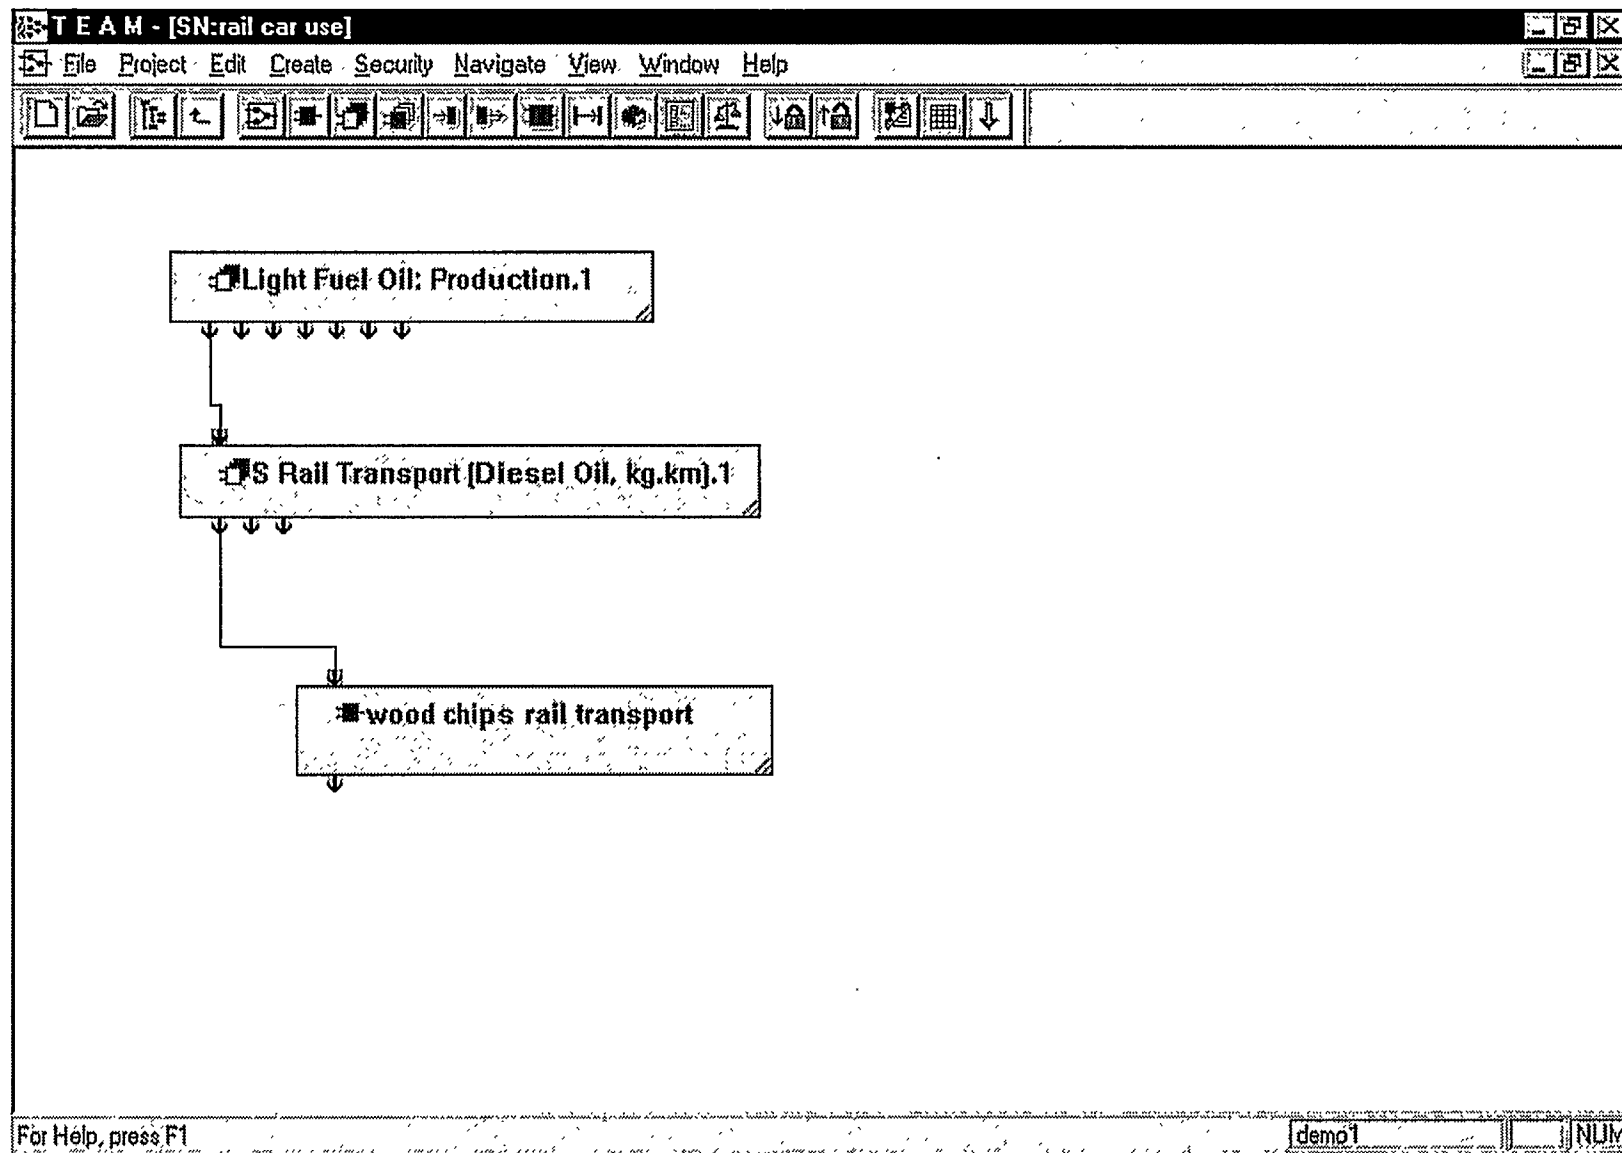 T E A M - [SN:rail car use]
File Project Edit Create Security Navigate View Window Help
Light Fuel Oil: Production.1
S Rail Transport (Diesel Oil, kg.km).1
wood chips rail transport
For Help, press F1
demo1
NUM